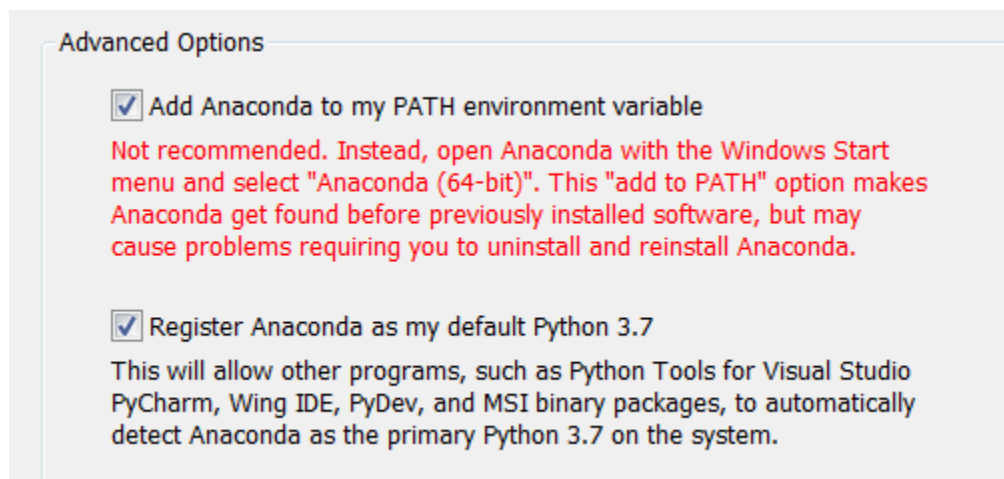 Advanced Options
Add Anaconda to my PATH environment variable
Not recommended. Instead, open Anaconda with the Windows Start
menu and select "Anaconda (64-bit)". This "add to PATH" option makes
Anaconda get found before previously installed software, but may
cause problems requiring you to uninstall and reinstall Anaconda.
Register Anaconda as my default Python 3.7
This will allow other programs, such as Python Tools for Visual Studio
PyCharm, Wing IDE, PyDev, and MSI binary packages, to automatically
detect Anaconda as the primary Python 3.7 on the system.